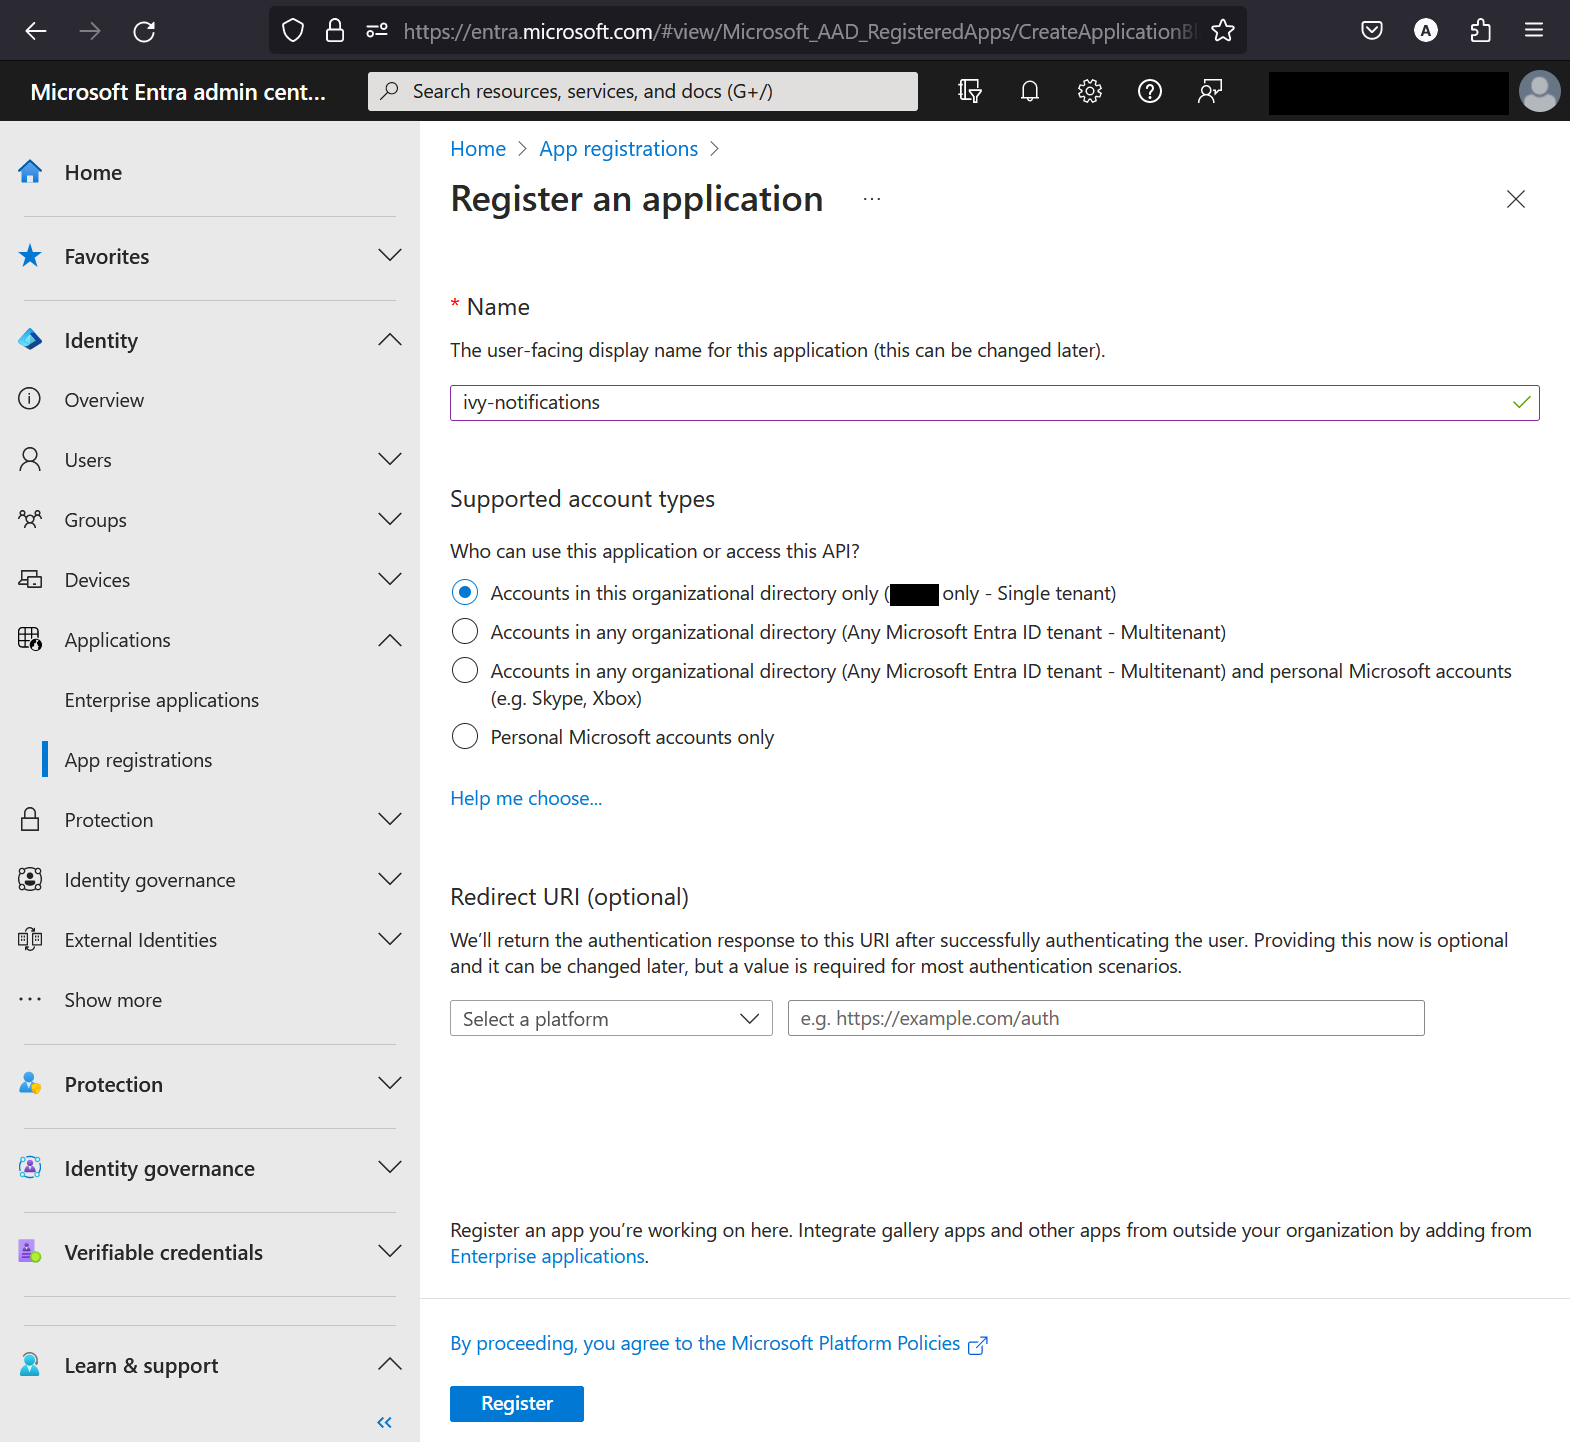 https://entra.microsoft.com/#view/Microsoft_AAD_RegisteredApps/CreateApplicationBl
A
Microsoft Entra admin cent...
Search resources, services, and docs (G+/)
Home
Favorites
Identity
Overview
Users
Groups
Devices
Applications
Enterprise applications
App registrations
Protection
Identity governance
External Identities
Show more
Protection
Identity governance
Verifiable credentials
Learn & support
Home
App registrations
Register an application
...
* Name
The user-facing display name for this application (this can be changed later).
ivy-notifications
Supported account types
Who can use this application or access this API?
Accounts in this organizational directory only ( only - Single tenant)
Accounts in any organizational directory (Any Microsoft Entra ID tenant - Multitenant)
Accounts in any organizational directory (Any Microsoft Entra ID tenant - Multitenant) and personal Microsoft accounts
(e.g. Skype, Xbox)
Personal Microsoft accounts only
Help me choose...
Redirect URI (optional)
We'll return the authentication response to this URI after successfully authenticating the user. Providing this now is optional
and it can be changed later, but a value is required for most authentication scenarios.
Select a platform
e.g. https://example.com/auth
Register an app you're working on here. Integrate gallery apps and other apps from outside your organization by adding from
Enterprise applications.
By proceeding, you agree to the Microsoft Platform Policies
Register